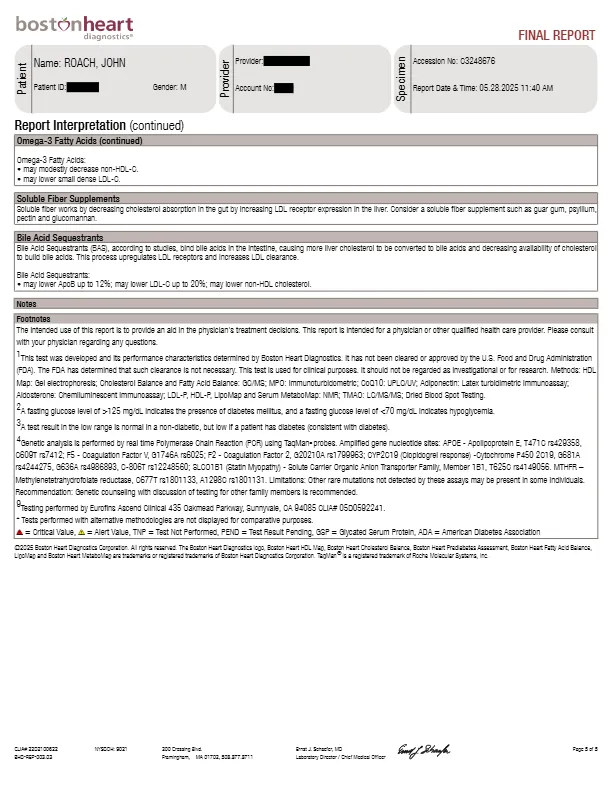 bostonheart
diagnostics®
FINAL REPORT
Patient
Name: ROACH, JOHN
Patient ID:
Gender: M
Provider
Provider:
Account No:
Specimen
Accession No: 03248676
Report Date & Time: 05.28.2025 11:40 AM
Report Interpretation (continued)
Omega-3 Fatty Acids (continued)
Omega-3 Fatty Acids:
• may modestly decrease non-HDL-C.
• may lower small dense LDL-C.
Soluble Fiber Supplements
Soluble fiber works by decreasing cholesterol absorption in the gut by increasing LDL receptor expression in the liver. Consider a soluble fiber supplement such as guar gum, psyllium,
pectin and glucomannan.
Bile Acid Sequestrants
Bile Acid Sequestrants (BAS), according to studies, bind bile acids in the intestine, causing more liver cholesterol to be converted to bile acids and decreasing availability of cholesterol
to build bile acids. This process upregulates LDL receptors and increases LDL clearance.
Bile Acid Sequestrants:
• may lower ApoB up to 12%; may lower LDL-C up to 20%; may lower non-HDL cholesterol.
Notes
Footnotes
The intended use of this report is to provide an aid in the physician's treatment decisions. This report is intended for a physician or other qualified health care provider. Please consult
with your physician regarding any questions.
1This test was developed and its performance characteristics determined by Boston Heart Diagnostics. It has not been cleared or approved by the U.S. Food and Drug Administration
(FDA). The FDA has determined that such clearance is not necessary. This test is used for clinical purposes. It should not be regarded as investigational or for research. Methods: HDL
Map: Gel electrophoresis; Cholesterol Balance and Fatty Acid Balance: GC/MS; MPO: Immunoturbidometric; CoQ10: UPLC/UV; Adiponectin: Latex turbidimetric immunoassay;
Aldosterone: Chemiluminescent Immunoassay; LDL-P, HDL-P, LipoMap and Serum MetaboMap: NMR; TMAO: LC/MS/MS; Dried Blood Spot Testing.
2A fasting glucose level of >125 mg/dL indicates the presence of diabetes mellitus, and a fasting glucose level of <70 mg/dL indicates hypoglycemia.
3A test result in the low range is normal in a non-diabetic, but low if a patient has diabetes (consistent with diabetes).
4Genetic analysis is performed by real time Polymerase Chain Reaction (PCR) using TaqMan• probes. Amplified gene nucleotide sites: APOE - Apolipoprotein E, T471C rs429358,
C609T rs7412; F5 - Coagulation Factor V, G1746A rs6025; F2 - Coagulation Factor 2, G20210A rs1799963; CYP2C19 (Clopidogrel response) -Cytochrome P450 2C19, G681A
rs4244275, G636A rs4986893, C-806T rs12248560; SLCO1B1 (Statin Myopathy) - Solute Carrier Organic Anion Transporter Family, Member 1B1, T625C rs4149056. MTHFR –
Methylenetetrahydrofolate reductase, C677T rs1801133, A1298C rs1801131. Limitations: Other rare mutations not detected by these assays may be present in some individuals.
Recommendation: Genetic counseling with discussion of testing for other family members is recommended.
9Testing performed by Eurofins Ascend Clinical 435 Oakmead Parkway, Sunnyvale, CA 94085 CLIA# 05D0592241.
* Tests performed with alternative methodologies are not displayed for comparative purposes.
= Critical Value, = Alert Value, TNP = Test Not Performed, PEND = Test Result Pending, GSP = Glycated Serum Protein, ADA = American Diabetes Association
©2025 Boston Heart Diagnostics Corporation. All rights reserved. The Boston Heart Diagnostics logo, Boston Heart HDL Map, Boston Heart Cholesterol Balance, Boston Heart Prediabetes Assessment, Boston Heart Fatty Acid Balance,
LipoMap and Boston Heart MetaboMap are trademarks or registered trademarks of Boston Heart Diagnostics Corporation. TaqMan® is a registered trademark of Roche Molecular Systems, Inc.
CLIA# 22D2100622
NYSDOH: 9021
200 Crossing Blvd.
Framingham, MA 01702, 508.877.8711
Ernst J. Schaefer, MD
Laboratory Director / Chief Medical Officer
Ernst J. Schaefer